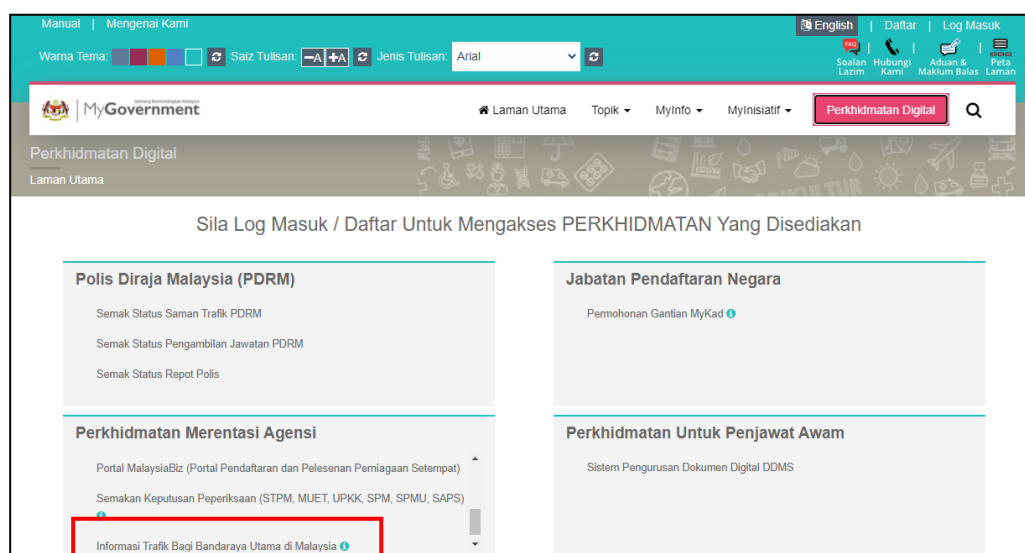 Manual | Mengenai Kami
English | Daftar | Log Masuk
Warna Tema: Saiz Tulisan: -A +A Jenis Tulisan: Arial
FAQ
Soalan Lazim
Hubungi Kami
Aduan & Maklum Balas
Peta Laman
MyGovernment
Laman Utama Topik MyInfo MyInisiatif Perkhidmatan Digital
Perkhidmatan Digital
Laman Utama
Sila Log Masuk / Daftar Untuk Mengakses PERKHIDMATAN Yang Disediakan
Polis Diraja Malaysia (PDRM)
Semak Status Saman Trafik PDRM
Semak Status Pengambilan Jawatan PDRM
Semak Status Repot Polis
Jabatan Pendaftaran Negara
Permohonan Gantian MyKad
Perkhidmatan Merentasi Agensi
Portal MalaysiaBiz (Portal Pendaftaran dan Pelesenan Perniagaan Setempat)
Semakan Keputusan Peperiksaan (STPM, MUET, UPKK, SPM, SPMU, SAPS)
Informasi Trafik Bagi Bandaraya Utama di Malaysia
Perkhidmatan Untuk Penjawat Awam
Sistem Pengurusan Dokumen Digital DDMS